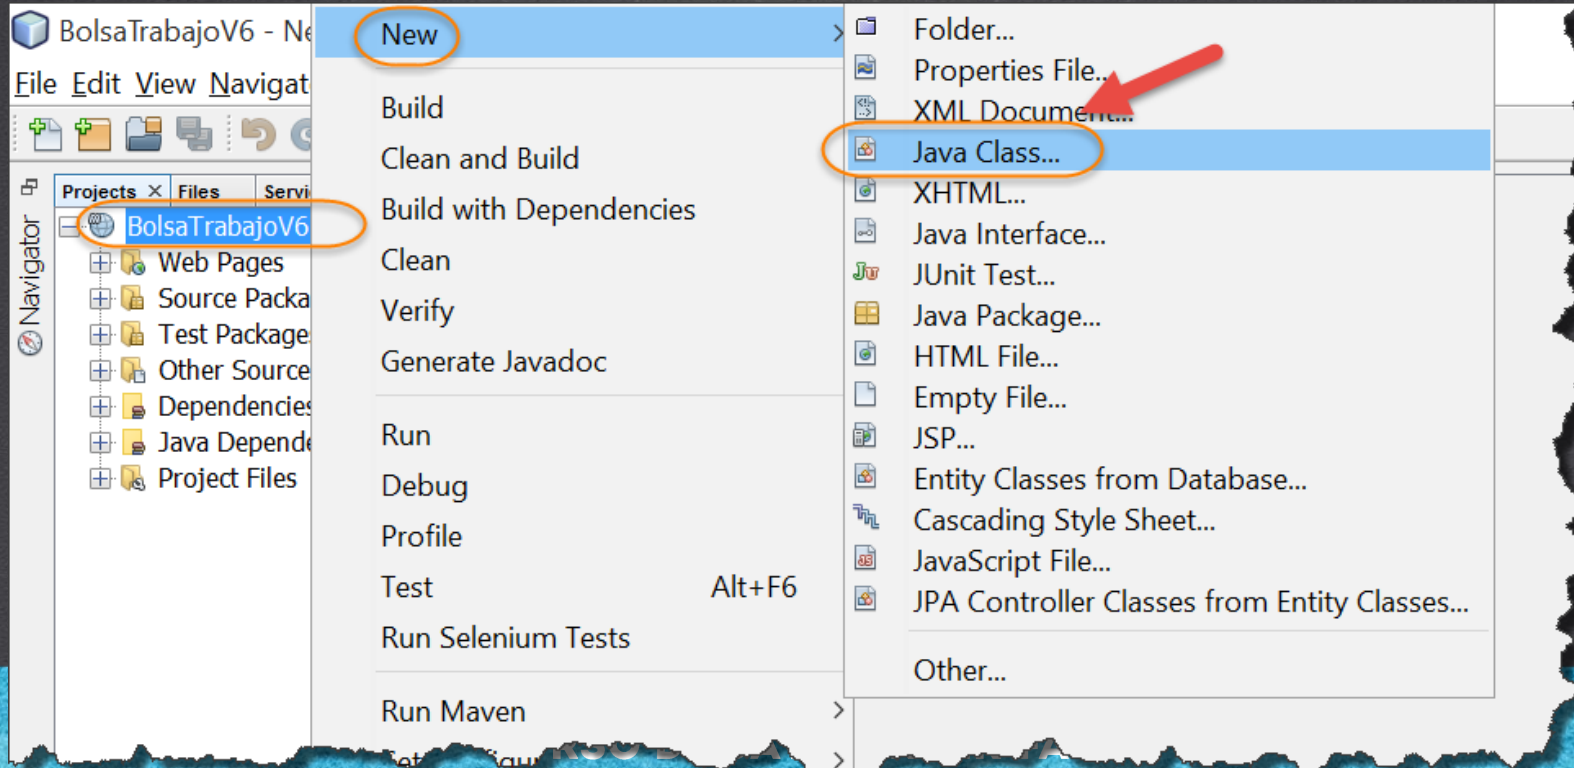 BolsaTrabajoV6 - Ne
File Edit View Navigat
Projects Files Servi
Navigator
BolsaTrabajoV6
Web Pages
Source Packa
Test Package
Other Source
Dependencies
Java Depende
Project Files
New
Build
Clean and Build
Build with Dependencies
Clean
Verify
Generate Javadoc
Run
Debug
Profile
Test Alt+F6
Run Selenium Tests
Run Maven
Folder...
Properties File...
XML Document...
Java Class...
XHTML...
Java Interface...
JUnit Test...
Java Package...
HTML File...
Empty File...
JSP...
Entity Classes from Database...
Cascading Style Sheet...
JavaScript File...
JPA Controller Classes from Entity Classes...
Other...